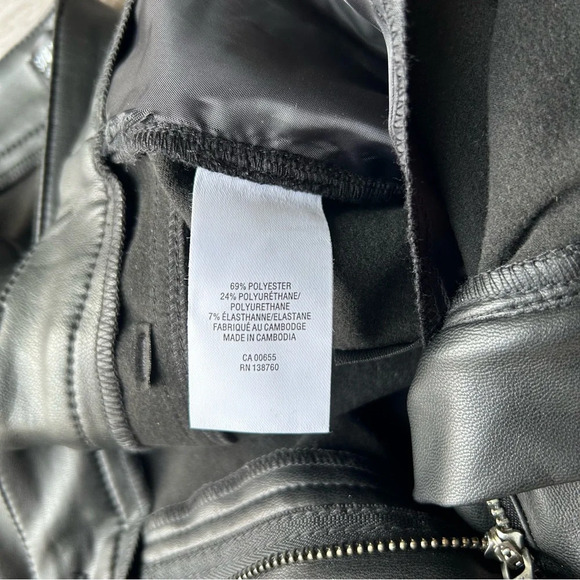 69% POLYESTER
24% POLYURÉTHANE/
POLYURETHANE
7% ÉLASTHANNE/ELASTANE
FABRIQUÉ AU CAMBODGE
MADE IN CAMBODIA
CA 00655
RN 138760